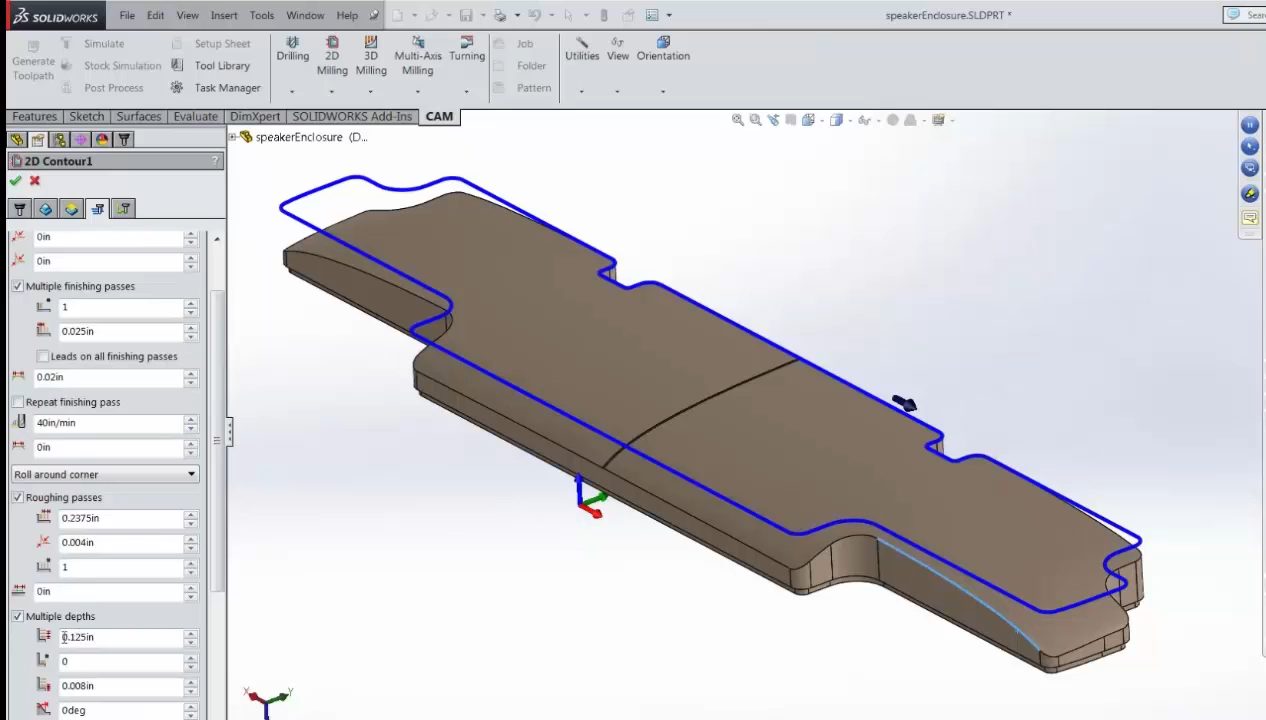 SOLIDWORKS File Edit View Insert Tools Window Help speakerEnclosure.SLDPRT *
Simulate Setup Sheet
Generate Toolpath Stock Simulation Tool Library
Post Process Task Manager
Drilling 2D Milling 3D Milling Multi-Axis Milling Turning
Job
Folder
Pattern
Utilities View Orientation
Features Sketch Surfaces Evaluate DimXpert SOLIDWORKS Add-Ins CAM
speakerEnclosure (D...
2D Contour1 ?
0in
0in
Multiple finishing passes
1
0.025in
Leads on all finishing passes
0.02in
Repeat finishing pass
40in/min
0in
Roll around corner
Roughing passes
0.2375in
0.004in
1
0in
Multiple depths
0.125in
0
0.008in
0deg
X Y